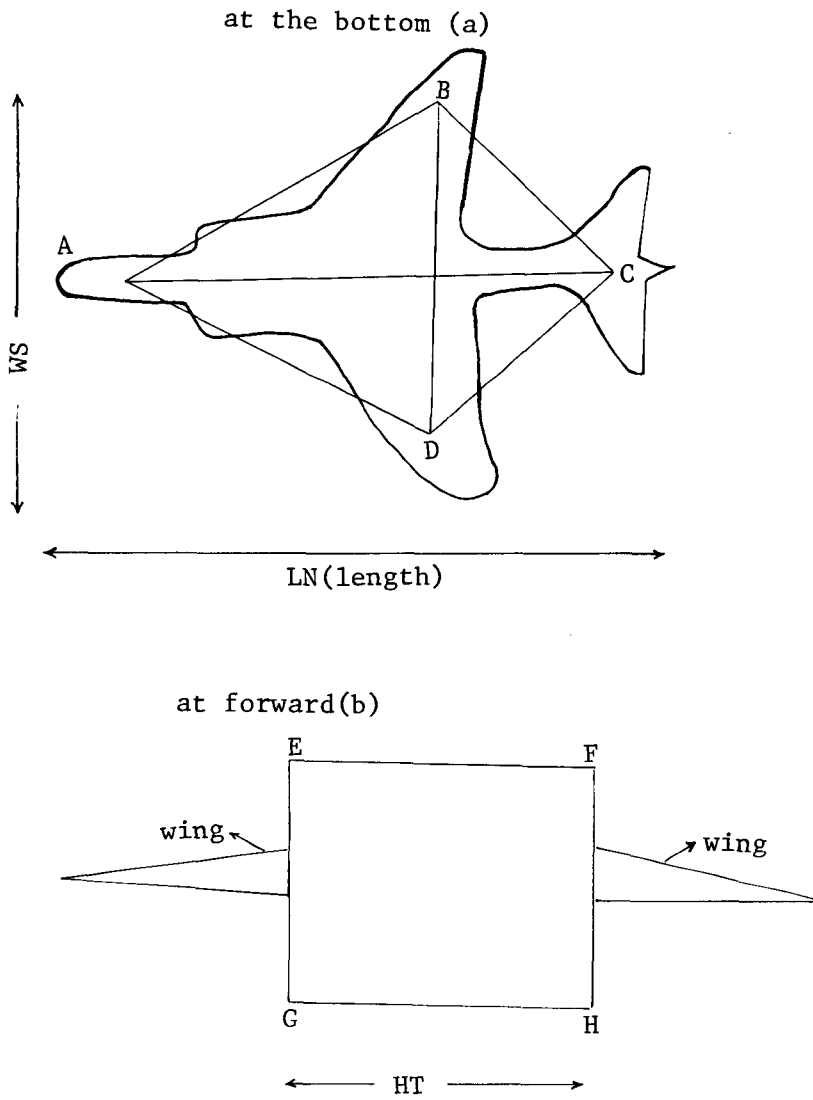 at the bottom (a)
B
A
C
WS
D
LN(length)
at forward(b)
E
F
wing
wing
G
H
HT